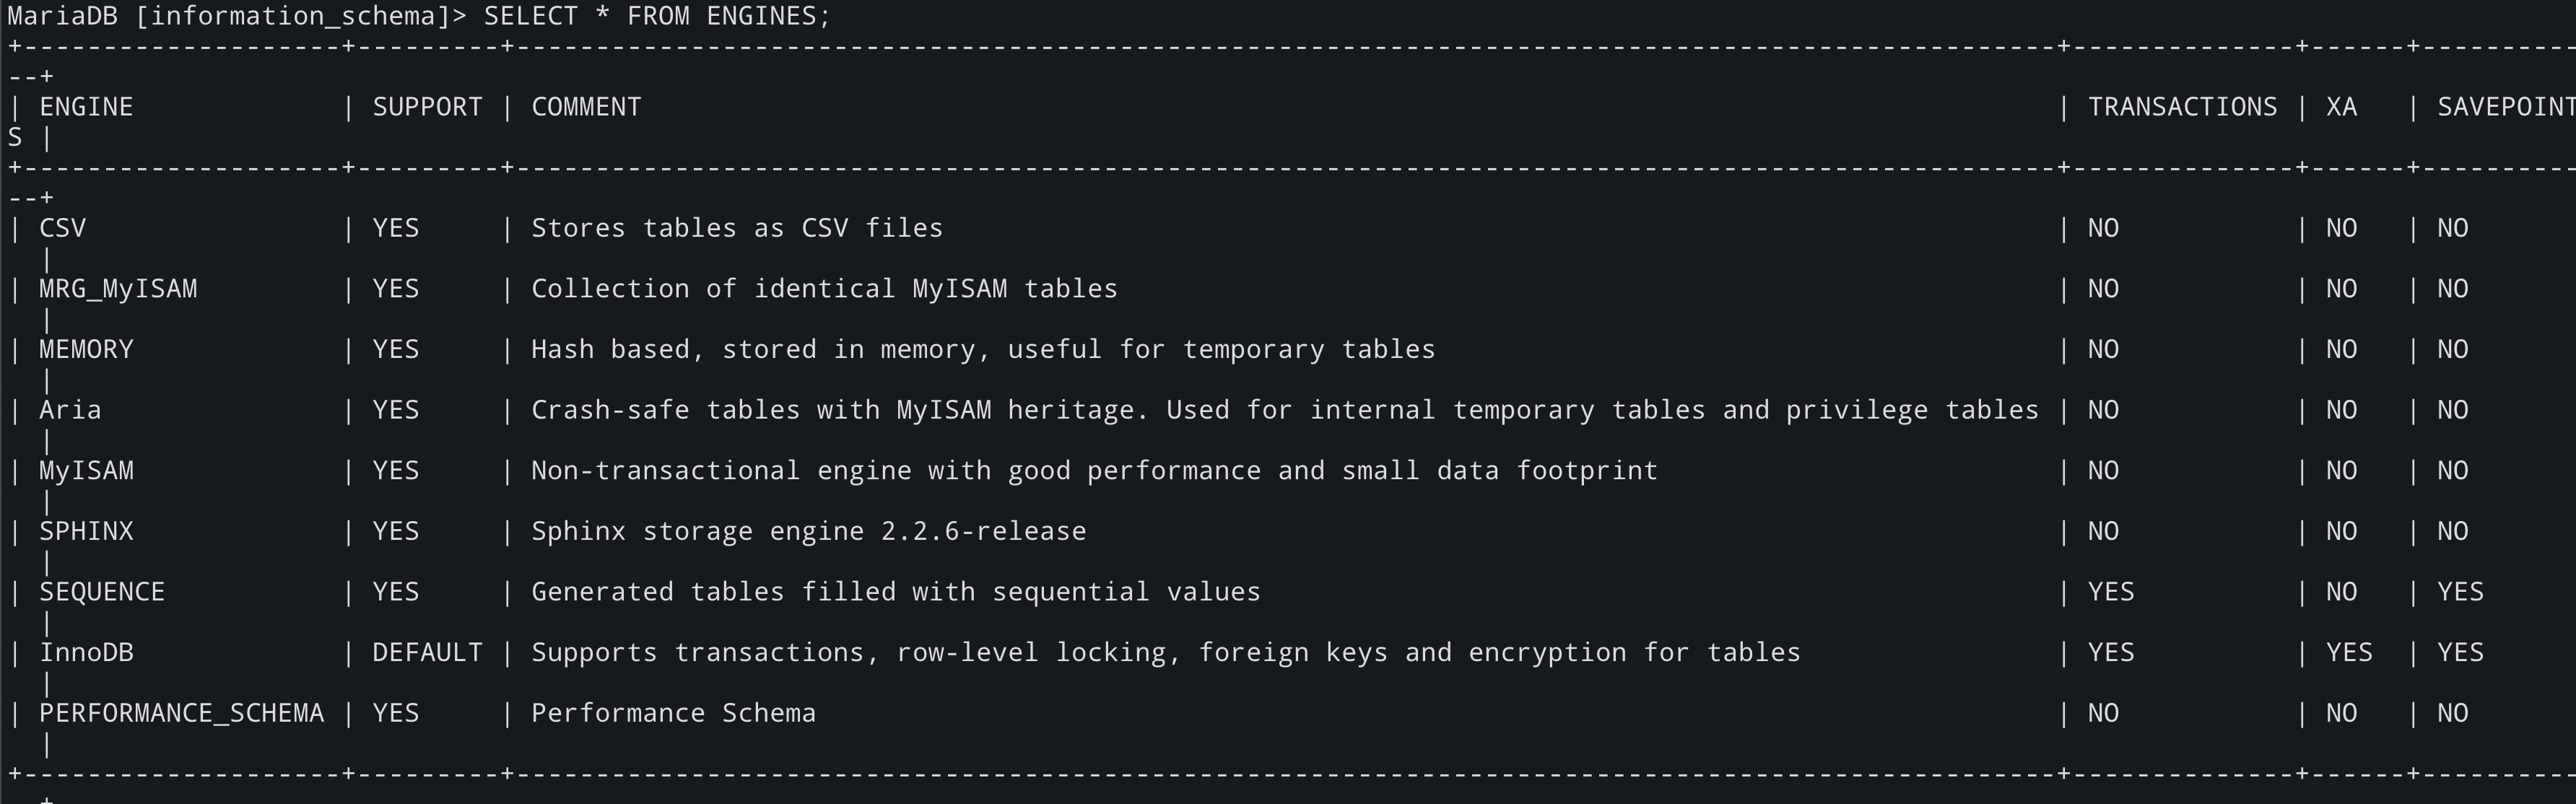 MariaDB [information_schema]> SELECT * FROM ENGINES;
+--------------------+---------+-------------------------------------------------------------------------------------------------+--------------+------+----------
--+
| ENGINE             | SUPPORT | COMMENT                                                                                         | TRANSACTIONS | XA   | SAVEPOINT
S |
+--------------------+---------+-------------------------------------------------------------------------------------------------+--------------+------+----------
--+
| CSV                | YES     | Stores tables as CSV files                                                                      | NO           | NO   | NO
  |
| MRG_MyISAM         | YES     | Collection of identical MyISAM tables                                                           | NO           | NO   | NO
  |
| MEMORY             | YES     | Hash based, stored in memory, useful for temporary tables                                       | NO           | NO   | NO
  |
| Aria               | YES     | Crash-safe tables with MyISAM heritage. Used for internal temporary tables and privilege tables | NO           | NO   | NO
  |
| MyISAM             | YES     | Non-transactional engine with good performance and small data footprint                         | NO           | NO   | NO
  |
| SPHINX             | YES     | Sphinx storage engine 2.2.6-release                                                             | NO           | NO   | NO
  |
| SEQUENCE           | YES     | Generated tables filled with sequential values                                                  | YES          | NO   | YES
  |
| InnoDB             | DEFAULT | Supports transactions, row-level locking, foreign keys and encryption for tables                | YES          | YES  | YES
  |
| PERFORMANCE_SCHEMA | YES     | Performance Schema                                                                              | NO           | NO   | NO
  |
+--------------------+---------+-------------------------------------------------------------------------------------------------+--------------+------+----------
--+